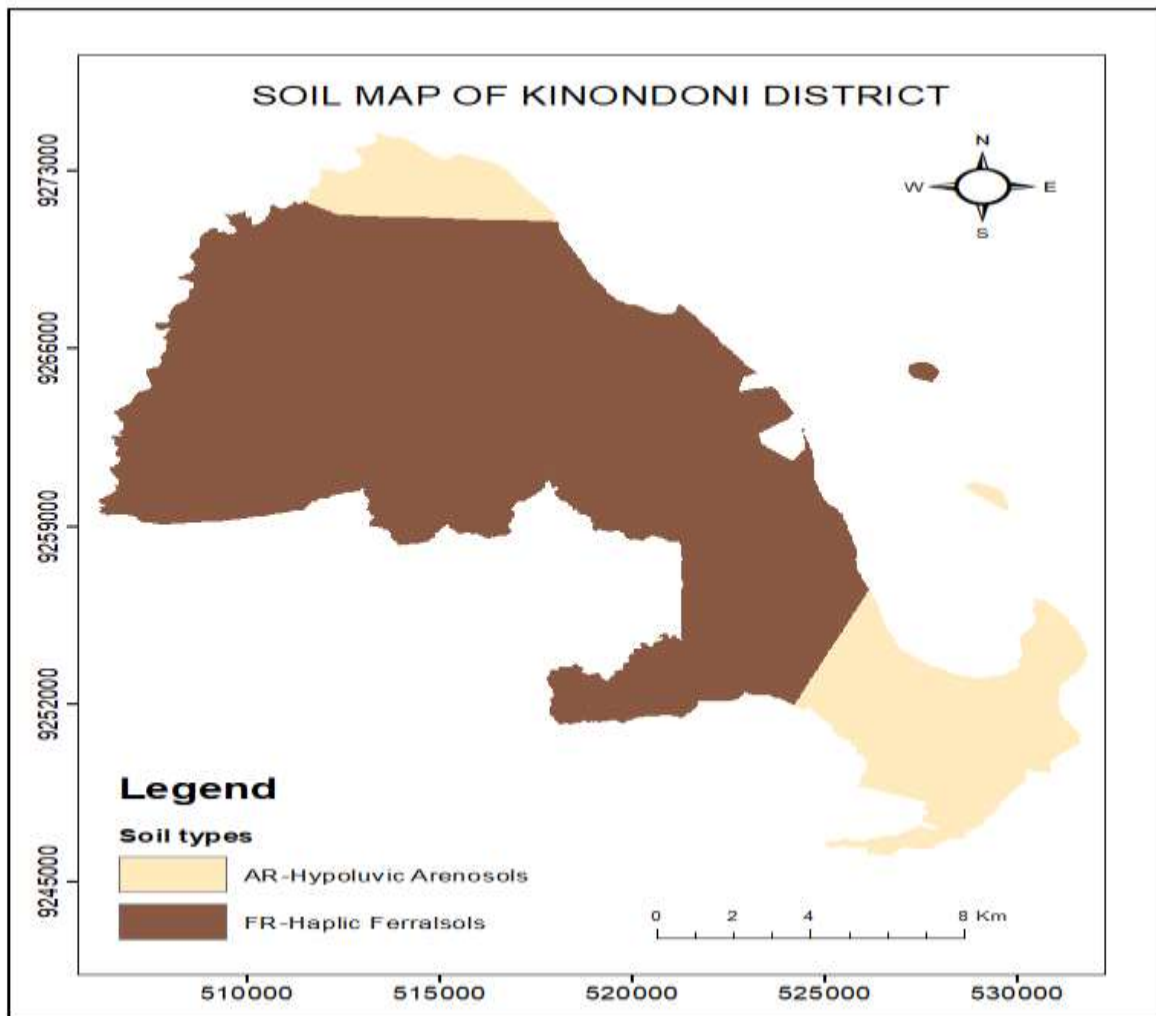 SOIL MAP OF KINONDONI DISTRICT
N
W E
S
9273000
9266000
9259000
9252000
9245000
Legend
Soil types
AR-Hypoluvic Arenosols
FR-Haplic Ferralsols
0 2 4 8 Km
510000 515000 520000 525000 530000